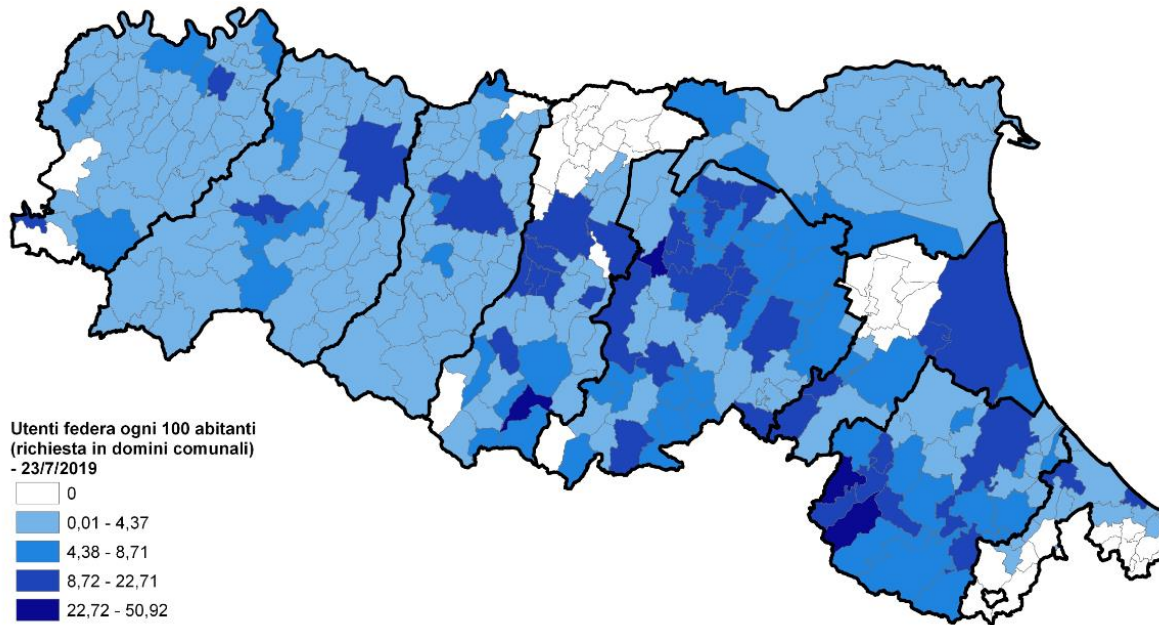 Utenti federa ogni 100 abitanti
(richiesta in domini comunali)
- 23/7/2019
0
0,01 - 4,37
4,38 - 8,71
8,72 - 22,71
22,72 - 50,92